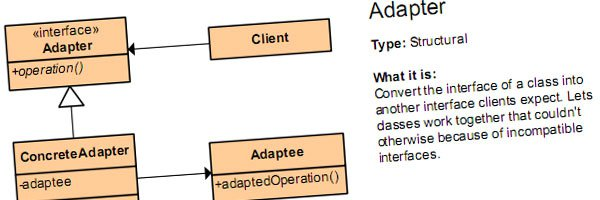 «interface»
Adapter
+operation()
Client
ConcreteAdapter
-adaptee
Adaptee
+adaptedOperation()
Adapter
Type: Structural
What it is:
Convert the interface of a class into
another interface clients expect. Lets
classes work together that couldn't
otherwise because of incompatible
interfaces.